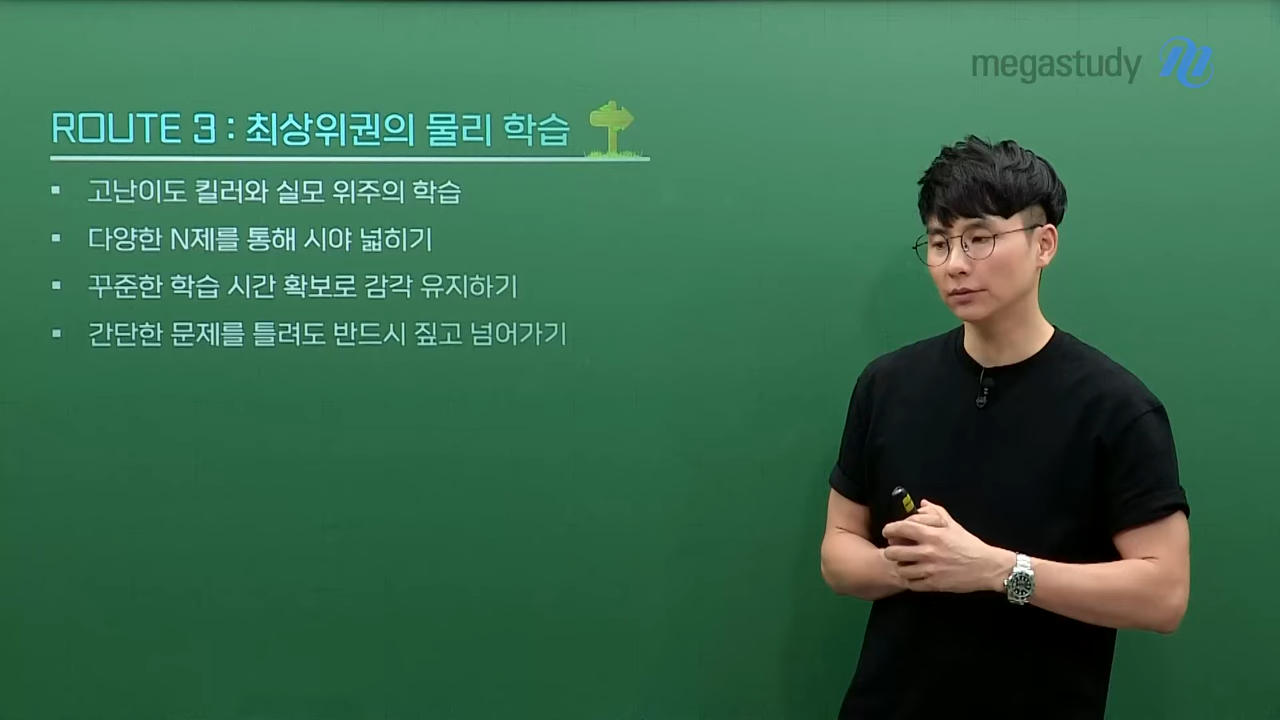 megastudy
ROUTE 3 : 최상위권의 물리 학습
▪ 고난이도 킬러와 실모 위주의 학습
▪ 다양한 N제를 통해 시야 넓히기
▪ 꾸준한 학습 시간 확보로 감각 유지하기
▪ 간단한 문제를 틀려도 반드시 짚고 넘어가기